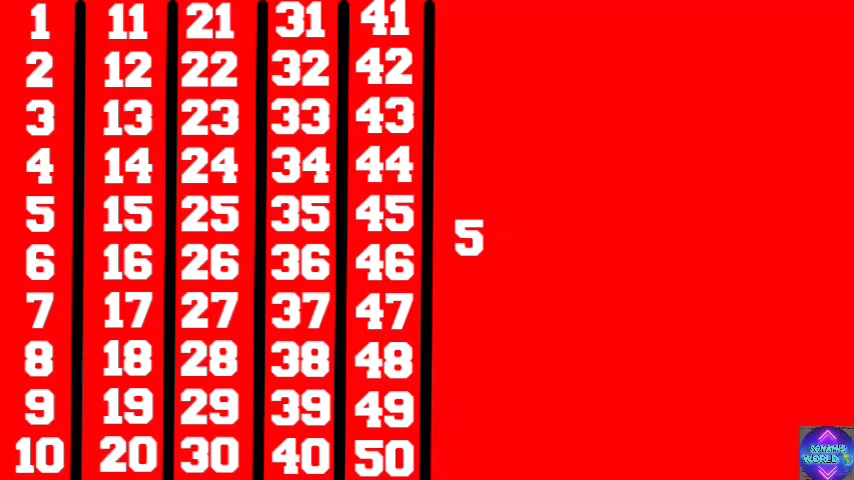 1 11 21 31 41
2 12 22 32 42
3 13 23 33 43
4 14 24 34 44
5 15 25 35 45
5
6 16 26 36 46
7 17 27 37 47
8 18 28 38 48
9 19 29 39 49
10 20 30 40 50
WORLD